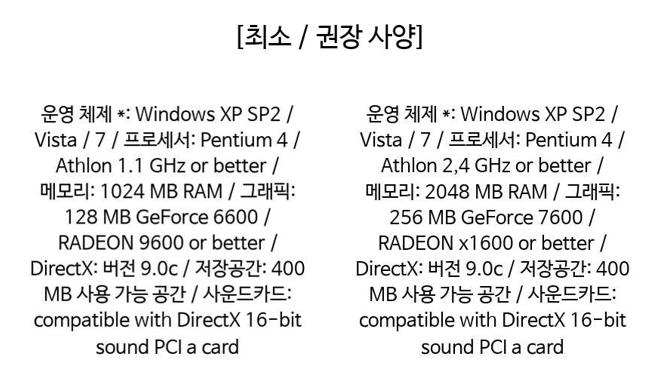 [최소 / 권장 사양]
운영 체제 *: Windows XP SP2 /
Vista / 7 / 프로세서: Pentium 4 /
Athlon 1.1 GHz or better /
메모리: 1024 MB RAM / 그래픽:
128 MB GeForce 6600 /
RADEON 9600 or better /
DirectX: 버전 9.0c / 저장공간: 400
MB 사용 가능 공간 / 사운드카드:
compatible with DirectX 16-bit
sound PCI a card
운영 체제 *: Windows XP SP2 /
Vista / 7 / 프로세서: Pentium 4 /
Athlon 2,4 GHz or better /
메모리: 2048 MB RAM / 그래픽:
256 MB GeForce 7600 /
RADEON x1600 or better /
DirectX: 버전 9.0c / 저장공간: 400
MB 사용 가능 공간 / 사운드카드:
compatible with DirectX 16-bit
sound PCI a card